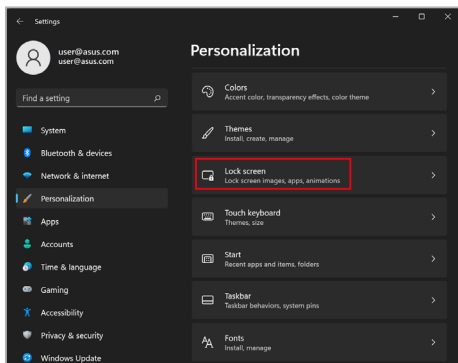 Settings
user@asus.com
user@asus.com
Find a setting
System
Bluetooth & devices
Network & internet
Personalization
Apps
Accounts
Time & language
Gaming
Accessibility
Privacy & security
Windows Update
Personalization
Colors
Accent color, transparency effects, color theme
Themes
Install, create, manage
Lock screen
Lock screen images, apps, animations
Touch keyboard
Themes, size
Start
Recent apps and items, folders
Taskbar
Taskbar behaviors, system pins
Fonts
Install, manage